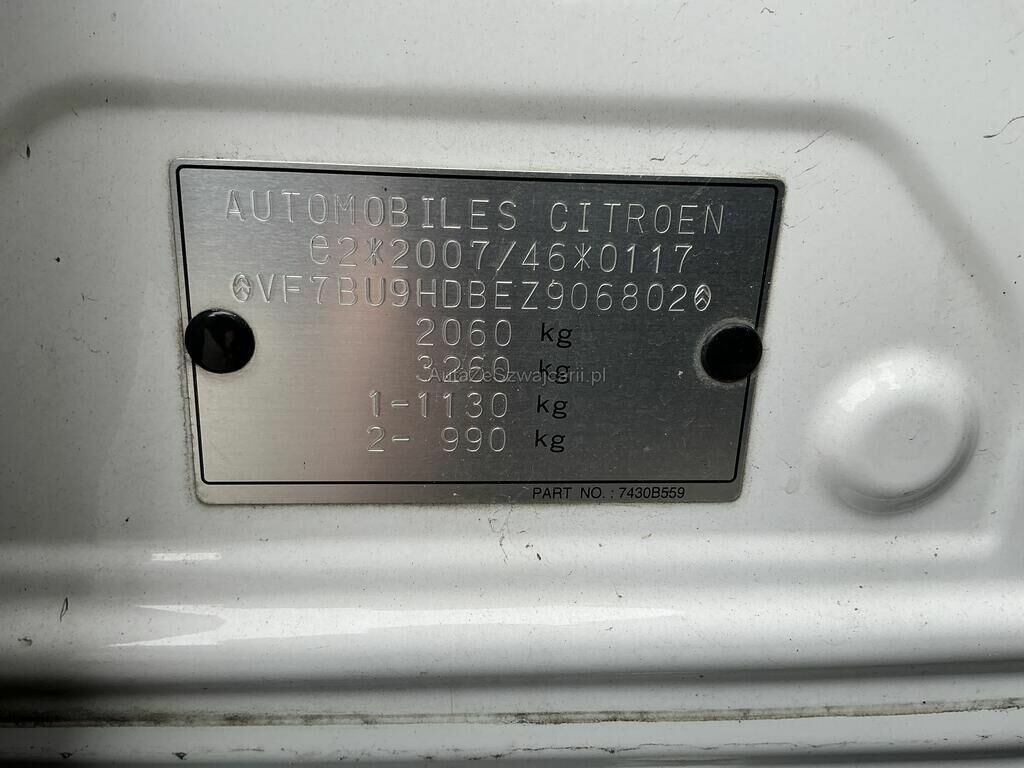 AUTOMOBILES CITROEN
e2*2007/46*0117
VF7BU9HDBEZ906802
2060 kg
3260 kg
AutaZeSzwajcarii.pl
1-1130 kg
2- 990 kg
PART NO. : 7430B559